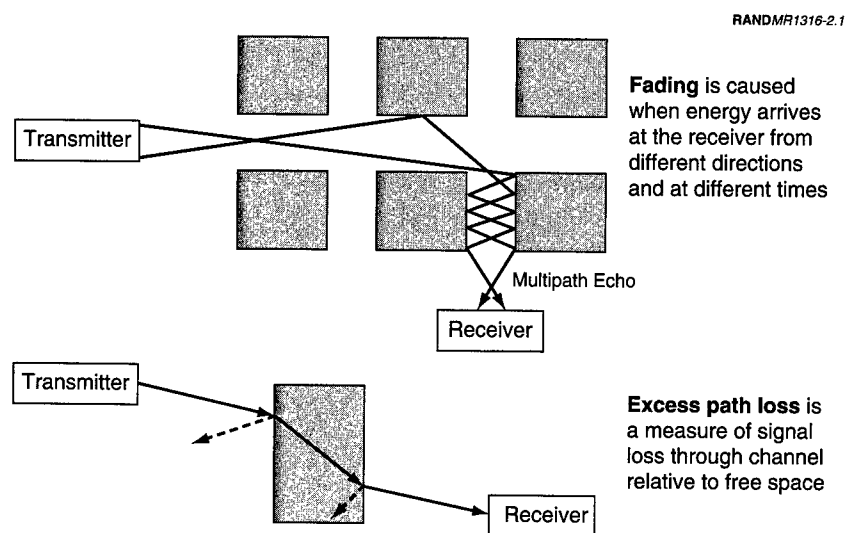 RANDMR1316-2.1
Transmitter
Fading is caused
when energy arrives
at the receiver from
different directions
and at different times
Multipath Echo
Receiver
Transmitter
Excess path loss is
a measure of signal
loss through channel
relative to free space
Receiver